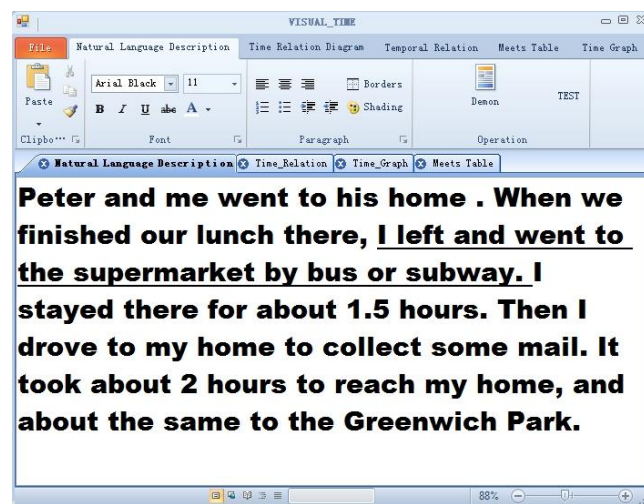 VISUAL_TIME
File Natural Language Description Time Relation Diagram Temporal Relation Meets Table Time Graph
Arial Black 11 Borders
Paste B I U abe A Shading Demon TEST
Clipbo··· Font Paragraph Operation
Natural Language Description Time_Relation Time_Graph Meets Table
Peter and me went to his home . When we
finished our lunch there, I left and went to
the supermarket by bus or subway. I
stayed there for about 1.5 hours. Then I
drove to my home to collect some mail. It
took about 2 hours to reach my home, and
about the same to the Greenwich Park.
88%